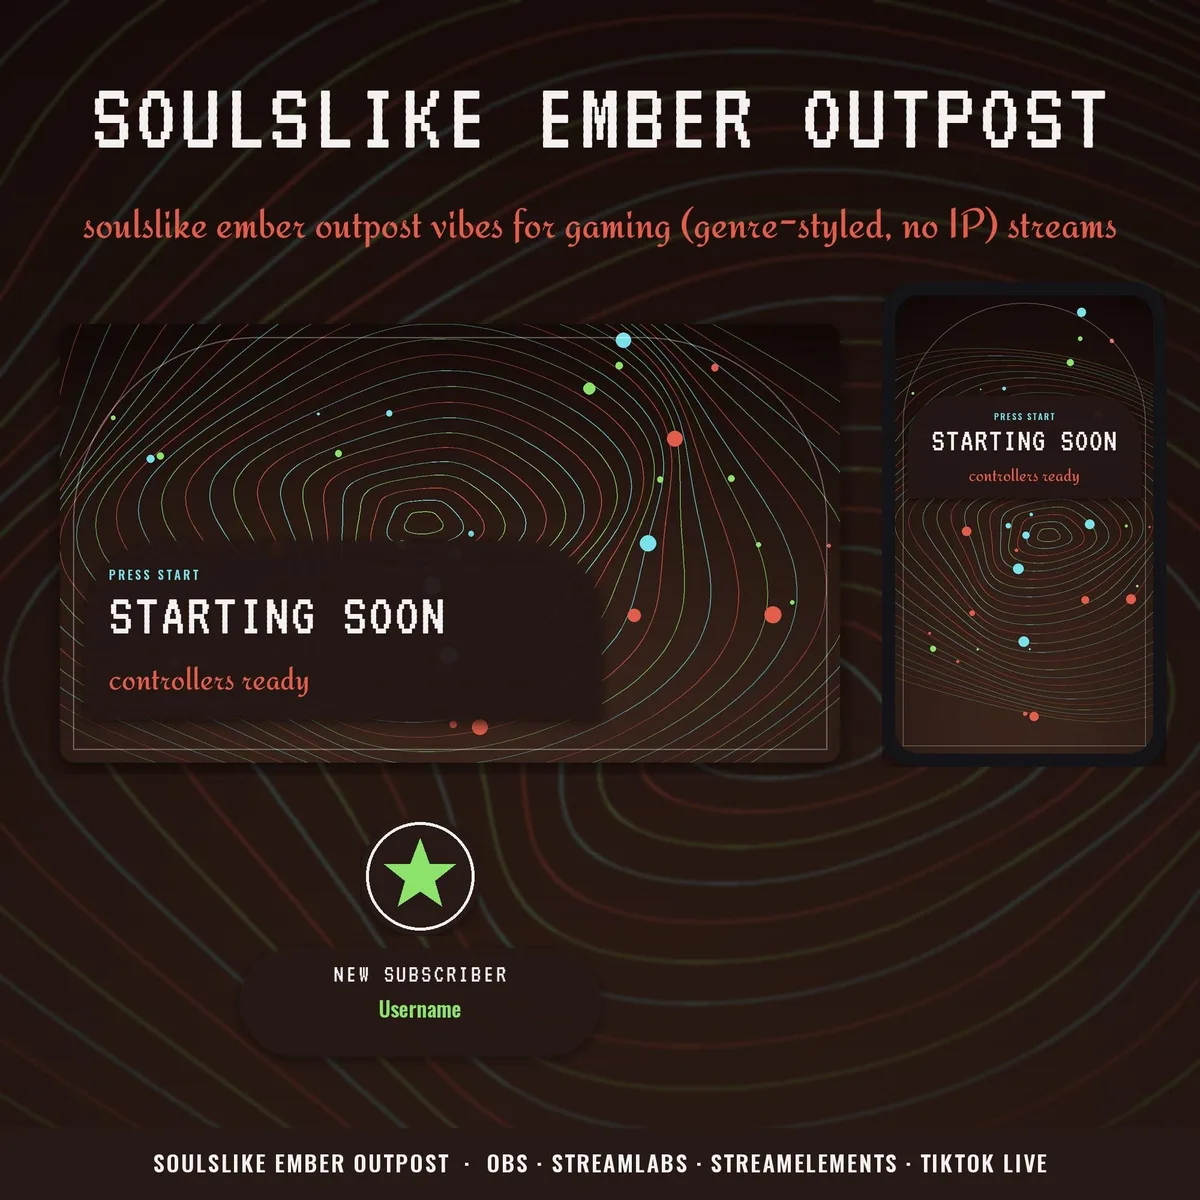 SOULSLIKE EMBER OUTPOST
soulslike ember outpost vibes for gaming (genre-styled, no IP) streams
PRESS START
STARTING SOON
controllers ready
PRESS START
STARTING SOON
controllers ready
NEW SUBSCRIBER
Username
SOULSLIKE EMBER OUTPOST · OBS · STREAMLABS · STREAMELEMENTS · TIKTOK LIVE